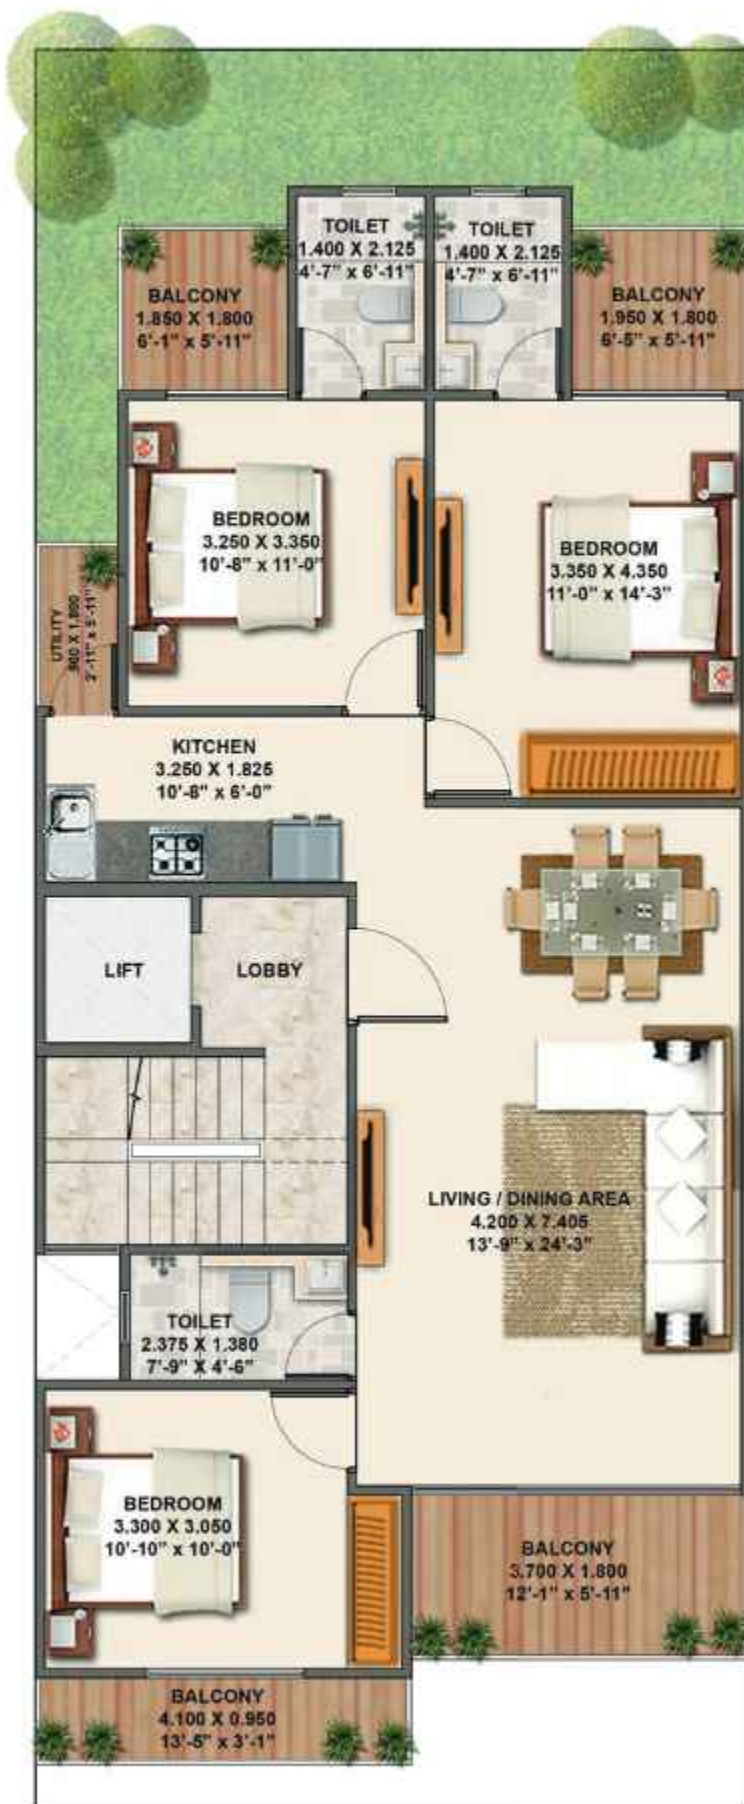 TOILET
1.400 X 2.125
4'-7" x 6'-11"
TOILET
1.400 X 2.125
4'-7" x 6'-11"
BALCONY
1.850 X 1.800
6'-1" x 5'-11"
BALCONY
1.950 X 1.800
6'-5" x 5'-11"
BEDROOM
3.250 X 3.350
10'-8" x 11'-0"
BEDROOM
3.350 X 4.350
11'-0" x 14'-3"
UTILITY
.900 X 1.800
2'-11" x 5'-11"
KITCHEN
3.250 X 1.825
10'-8" x 6'-0"
LIFT
LOBBY
LIVING / DINING AREA
4.200 X 7.405
13'-9" x 24'-3"
TOILET
2.375 X 1.380
7'-9" X 4'-6"
BEDROOM
3.300 X 3.050
10'-10" x 10'-0"
BALCONY
3.700 X 1.800
12'-1" x 5'-11"
BALCONY
4.100 X 0.950
13'-5" x 3'-1"